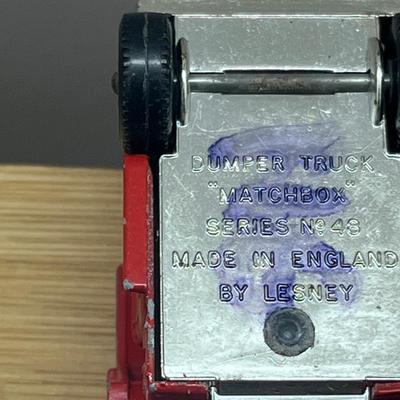 DUMPER TRUCK
"MATCHBOX"
SERIES No 48
MADE IN ENGLAND
BY LESNEY